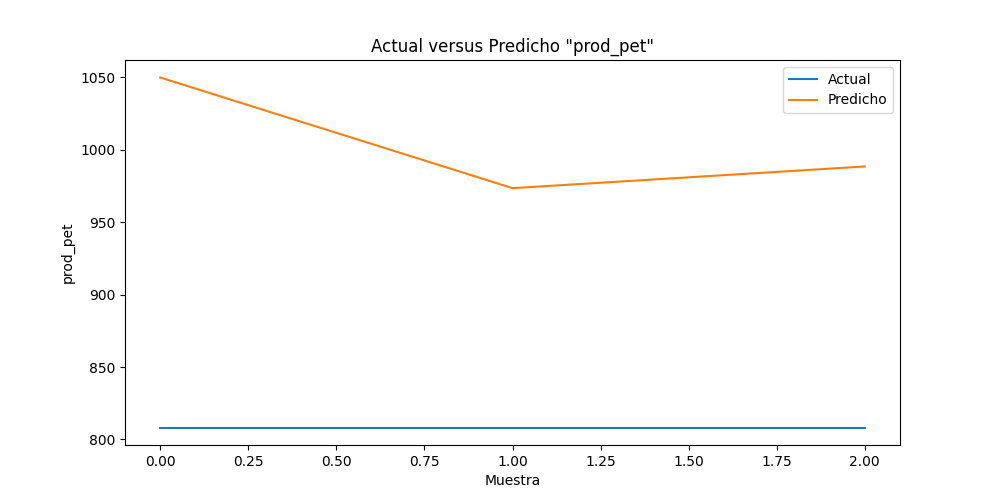 Actual versus Predicho "prod_pet"
Actual
Predicho
1050
1000
950
900
850
800
prod_pet
0.00 0.25 0.50 0.75 1.00 1.25 1.50 1.75 2.00
Muestra